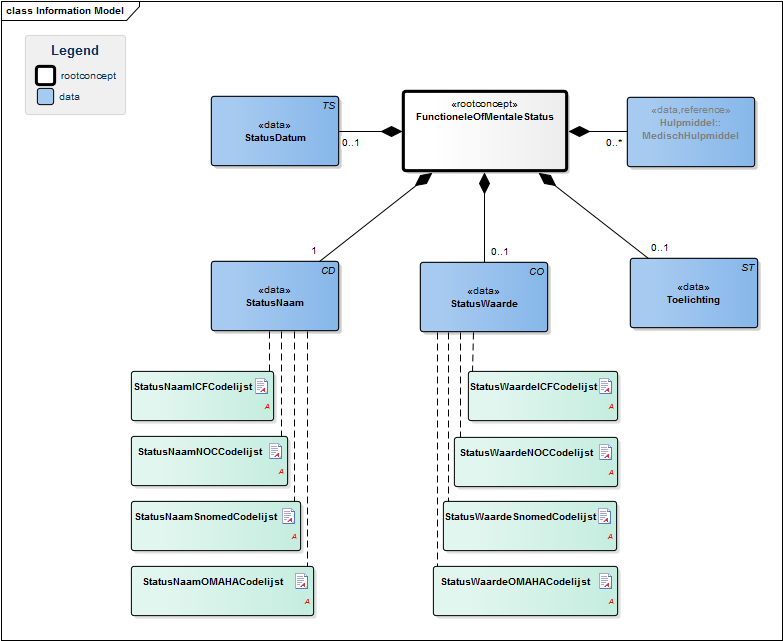 class Information Model
Legend
rootconcept
data
TS
«data»
StatusDatum
0..1
«rootconcept»
FunctioneleOfMentaleStatus
«data,reference»
Hulpmiddel::
MedischHulpmiddel
0..*
1
0..1
0..1
CD
«data»
StatusNaam
CO
«data»
StatusWaarde
ST
«data»
Toelichting
StatusNaamICFCodelijst
A
StatusWaardeICFCodelijst
A
StatusNaamNOCCodelijst
A
StatusWaardeNOCCodelijst
A
StatusNaamSnomedCodelijst
A
StatusWaardeSnomedCodelijst
A
StatusNaamOMAHACodelijst
A
StatusWaardeOMAHACodelijst
A